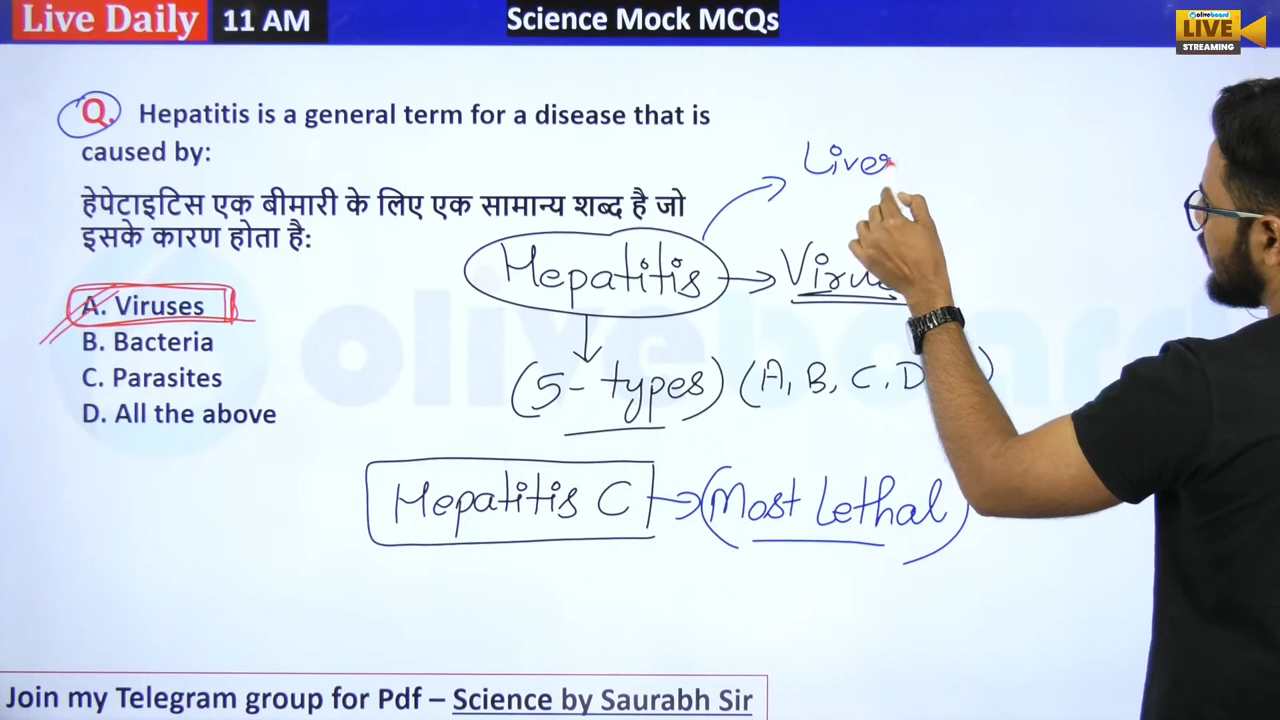 Live Daily 11 AM Science Mock MCQs
oliveboard
LIVE
STREAMING
Q. Hepatitis is a general term for a disease that is
caused by:
हेपेटाइटिस एक बीमारी के लिए एक सामान्य शब्द है जो
इसके कारण होता है:
Liver
Hepatitis → Virus
A. Viruses
B. Bacteria
C. Parasites
D. All the above
(5- types) (A, B, C, D )
Hepatitis C → (Most Lethal)
oliveboard
Join my Telegram group for Pdf – Science by Saurabh Sir